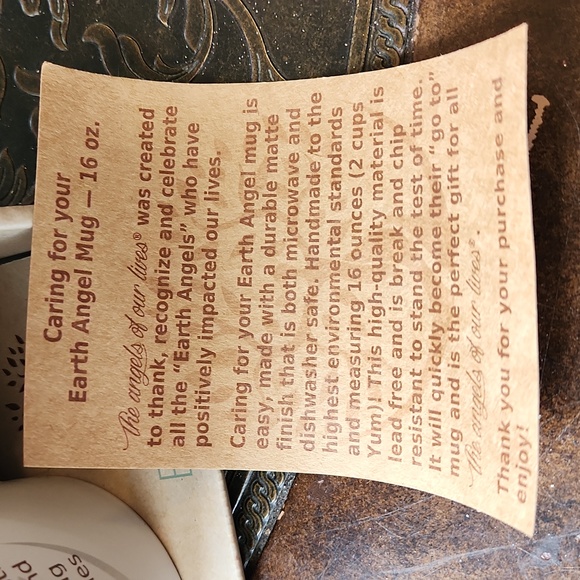 Caring for your
Earth Angel Mug — 16 oz.
The angels of our lives® was created
to thank, recognize and celebrate
all the “Earth Angels” who have
positively impacted our lives.
Caring for your Earth Angel mug is
easy, made with a durable matte
finish that is both microwave and
dishwasher safe. Handmade to the
highest environmental standards
and measuring 16 ounces (2 cups
Yum)! This high-quality material is
lead free and is break and chip
resistant to stand the test of time.
It will quickly become their “go to”
mug and is the perfect gift for all
The angels of our lives®.
Thank you for your purchase and
enjoy!